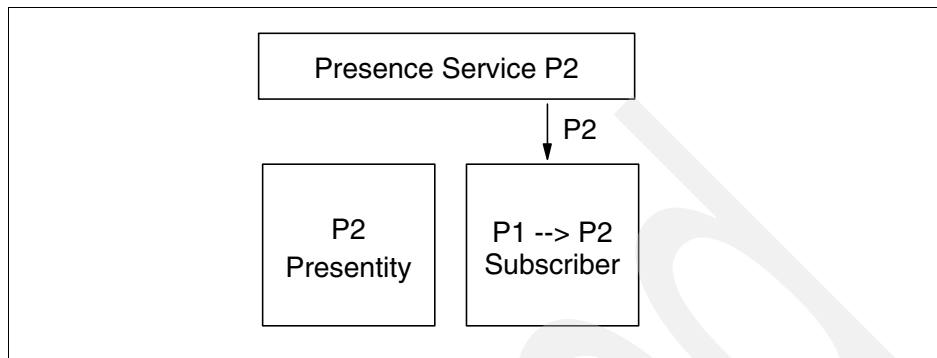 Presence Service P2
P2
P2
Presentity
P1 --> P2
Subscriber